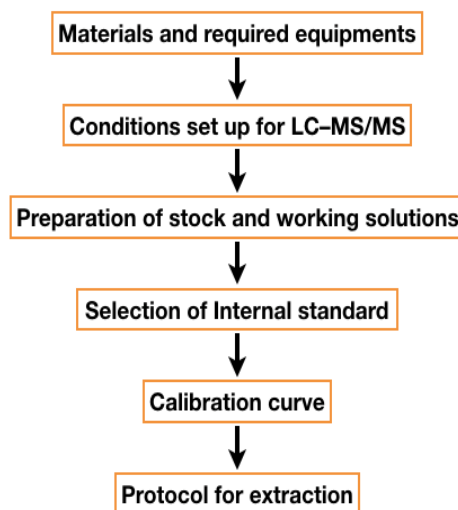 Materials and required equipments
Conditions set up for LC–MS/MS
Preparation of stock and working solutions
Selection of Internal standard
Calibration curve
Protocol for extraction